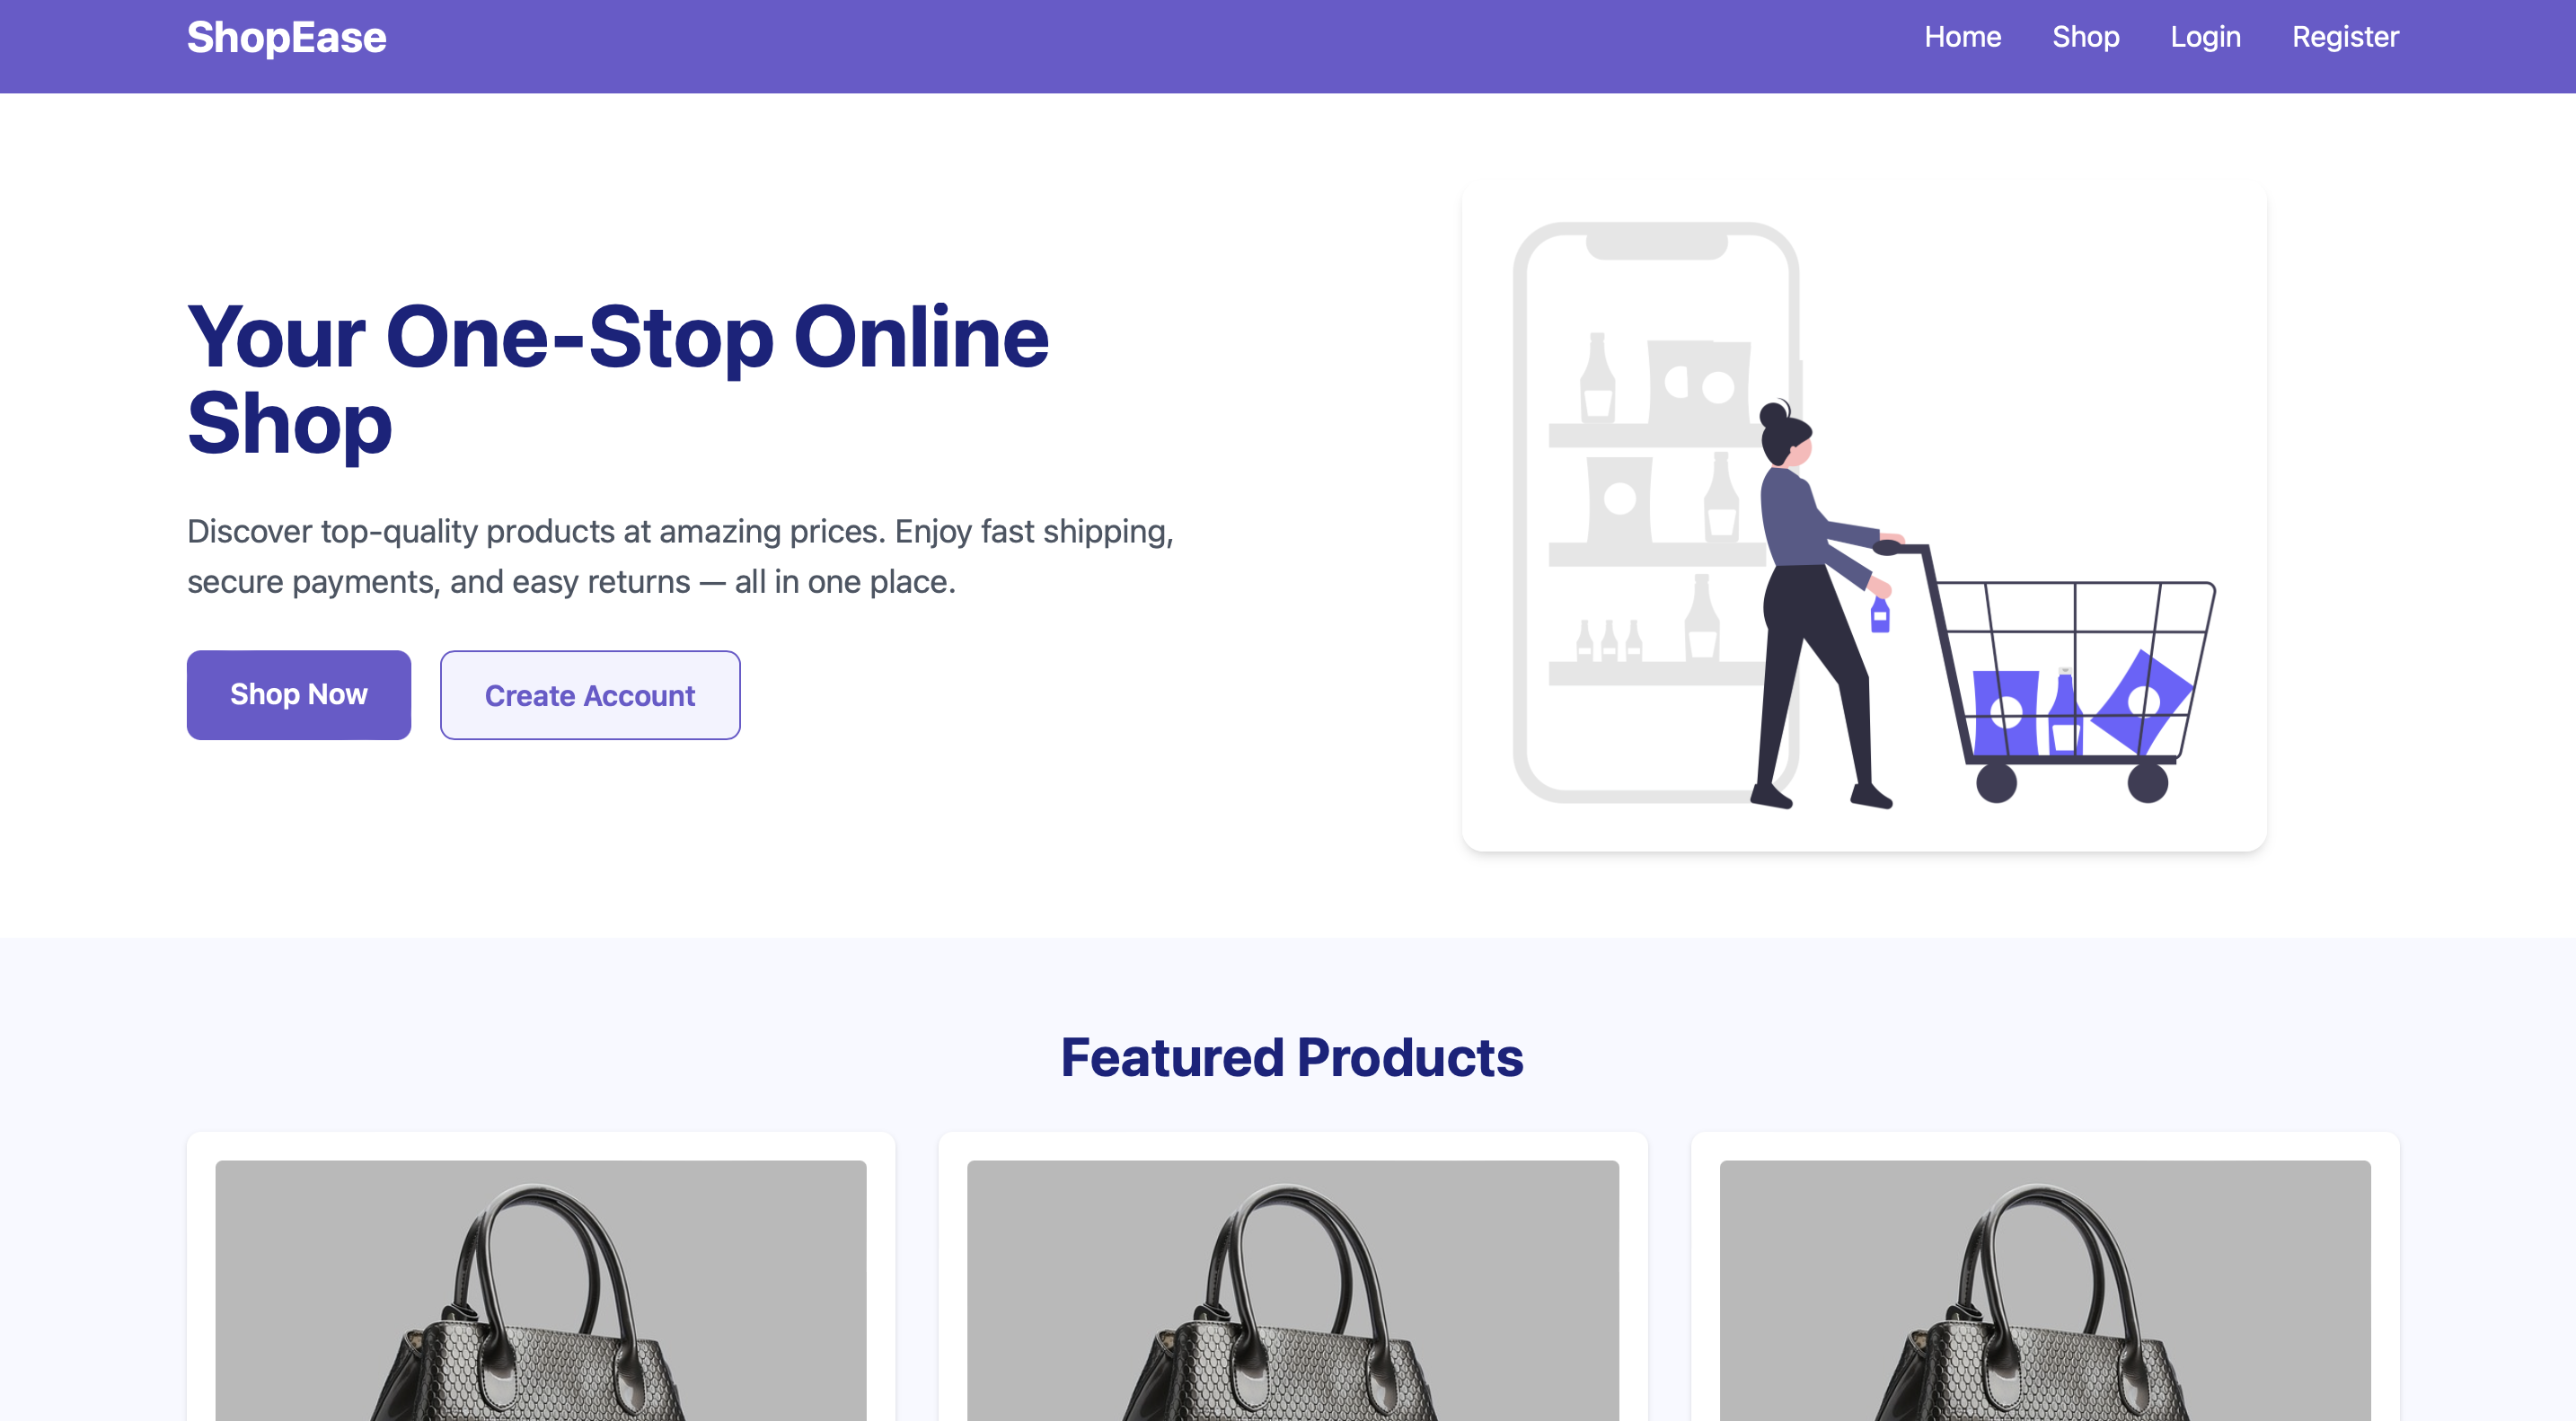 ShopEase
Home Shop Login Register
Your One-Stop Online
Shop
Discover top-quality products at amazing prices. Enjoy fast shipping,
secure payments, and easy returns — all in one place.
Shop Now Create Account
Featured Products